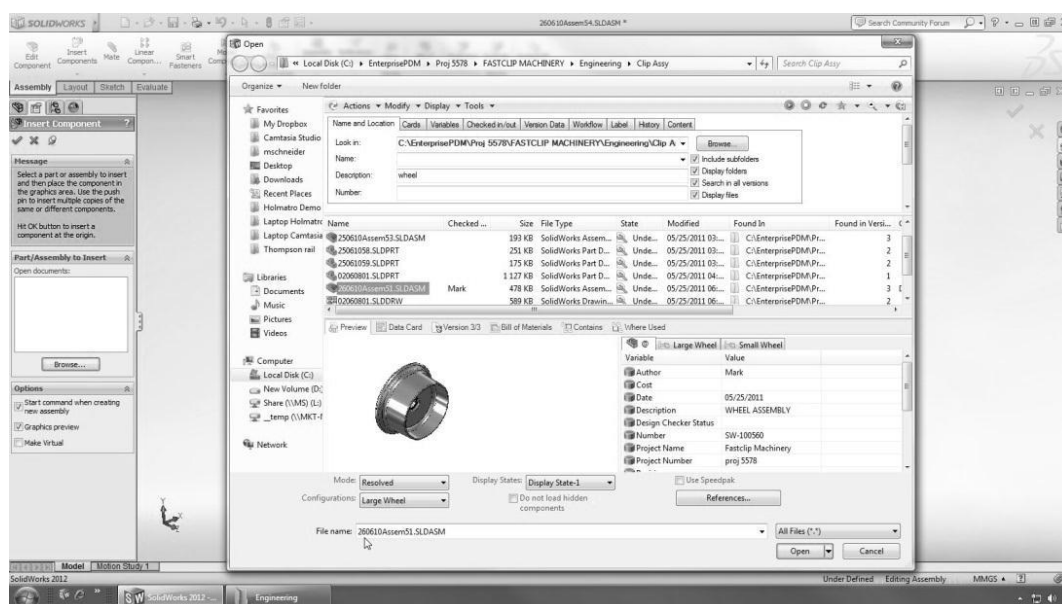 SOLIDWORKS
260610Assem54.SLDASM *
Search Community Forum
Edit Component
Insert Components
Mate
Linear Compon...
Smart Fasteners
Assembly Layout Sketch Evaluate
Insert Component ?
Message
Select a part or assembly to insert
and then place the component in
the graphics area. Use the push
pin to insert multiple copies of the
same or different components.
Hit OK button to insert a
component at the origin.
Part/Assembly to Insert
Open documents:
Browse...
Options
Start command when creating
new assembly
Graphics preview
Make Virtual
Open
« Local Disk (C:) EnterprisePDM Proj 5578 FASTCLIP MACHINERY Engineering Clip Assy
Search Clip Assy
Organize New folder
Favorites
My Dropbox
Camtasia Studio
mschneider
Desktop
Downloads
Recent Places
Holmatro Demo
Laptop Holmatro
Laptop Camtasia
Thompson rail
Libraries
Documents
Music
Pictures
Videos
Computer
Local Disk (C:)
New Volume (D:)
Share (\\MS) (L:)
_temp (\\MKT-
Network
Actions Modify Display Tools
Name and Location Cards Variables Checked in/out Version Data Workflow Label History Content
Look in: C:\EnterprisePDM\Proj 5578\FASTCLIP MACHINERY\Engineering\Clip A
Browse...
Name:
Include subfolders
Display folders
Description: wheel
Search in all versions
Number:
Display files
Name Checked ... Size File Type State Modified Found In Found in Versi...
250610Assem53.SLDASM 193 KB SolidWorks Assem... Unde... 05/25/2011 03:... C:\EnterprisePDM\Pr... 3
25061059.SLDPRT 251 KB SolidWorks Part D... Unde... 05/25/2011 03:... C:\EnterprisePDM\Pr... 2
25061059.SLDPRT 175 KB SolidWorks Part D... Unde... 05/25/2011 03:... C:\EnterprisePDM\Pr... 2
02060801.SLDPRT 1 127 KB SolidWorks Part D... Unde... 05/25/2011 04:... C:\EnterprisePDM\Pr... 1
260610Assem51.SLDASM Mark 478 KB SolidWorks Assem... Unde... 05/25/2011 06:... C:\EnterprisePDM\Pr... 3
02060801.SLDDRW 589 KB SolidWorks Drawin... Unde... 05/25/2011 06:... C:\EnterprisePDM\Pr... 2
Preview Data Card Version 3/3 Bill of Materials Contains Where Used
@ Large Wheel Small Wheel
Variable Value
Author Mark
Cost
Date 05/25/2011
Description WHEEL ASSEMBLY
Design Checker Status
Number SW-100560
Project Name Fastclip Machinery
Project Number proj 5578
Mode: Resolved
Display States: Display State-1
Use Speedpak
Configurations: Large Wheel
Do not load hidden
components
References...
File name: 260610Assem51.SLDASM
All Files (*.*)
Open Cancel
Model Motion Study 1
SolidWorks 2012
Under Defined Editing Assembly MMGS
SolidWorks 2012 -...
Engineering